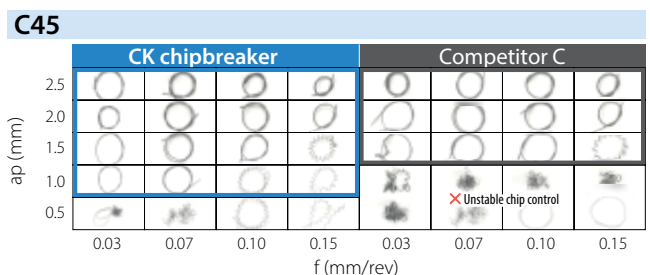 C45
CK chipbreaker Competitor C
2.5
2.0
1.5
1.0
0.5
ap (mm)
✕ Unstable chip control
0.03 0.07 0.10 0.15 0.03 0.07 0.10 0.15
f (mm/rev)